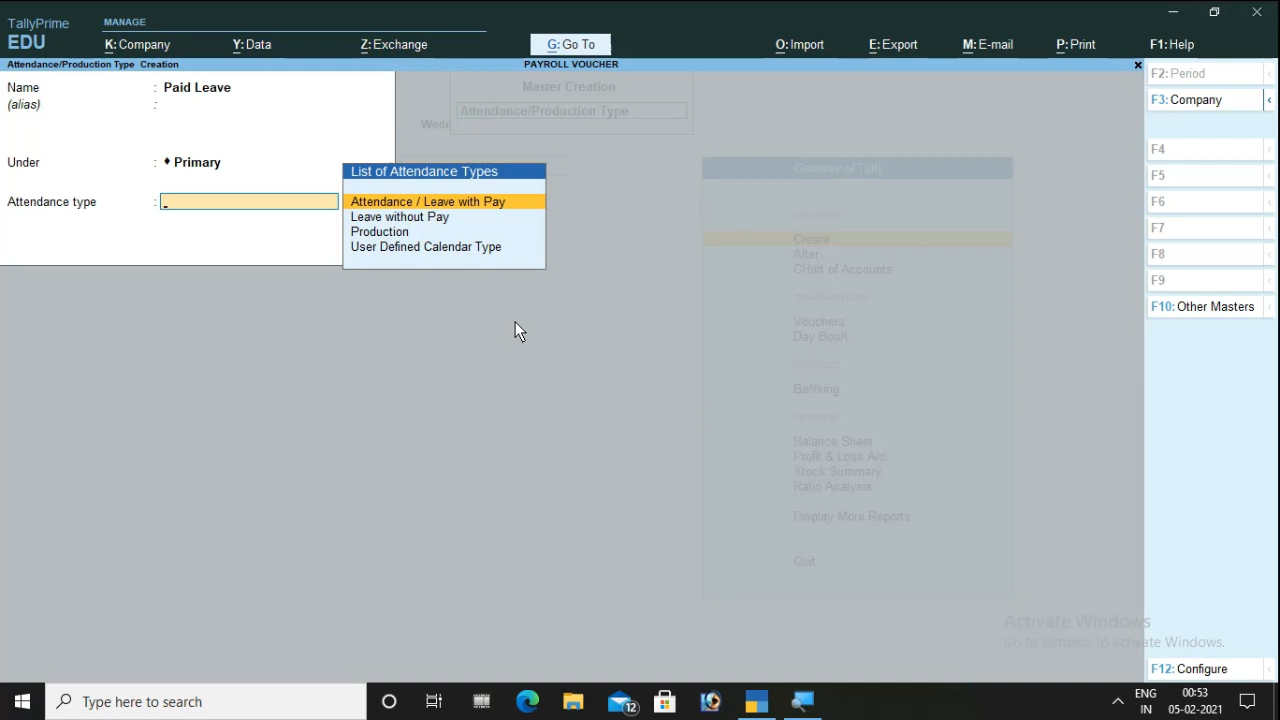 TallyPrime
EDU
MANAGE
K: Company
Y: Data
Z: Exchange
G: Go To
O: Import
E: Export
M: E-mail
P: Print
F1: Help
Attendance/Production Type Creation
PAYROLL VOUCHER
Name : Paid Leave
(alias) :
Under : ♦ Primary
Attendance type :
List of Attendance Types
Attendance / Leave with Pay
Leave without Pay
Production
User Defined Calendar Type
Master Creation
Attendance/Production Type
Wedn
Gateway of Tally
Create
Alter
CHart of Accounts
Vouchers
Day BooK
BaNking
Balance Sheet
Profit & Loss A/c
Stock Summary
Ratio Analysis
Display More Reports
Quit
F2: Period
F3: Company
F4
F5
F6
F7
F8
F9
F10: Other Masters
F12: Configure
Activate Windows
Go to Settings to activate Windows.
Type here to search
12
ENG
IN
00:53
05-02-2021